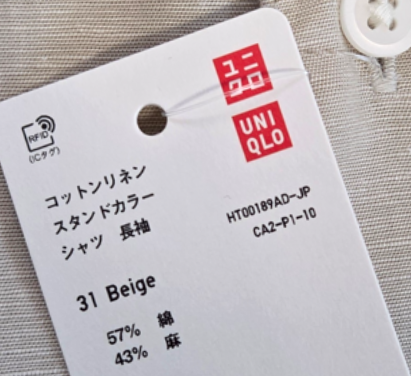 ユニ
クロ
UNI
QLO
RFID
(ICタグ)
コットンリネン
スタンドカラー
シャツ 長袖
HT00189AD-JP
CA2-P1-10
31 Beige
57% 綿
43% 麻